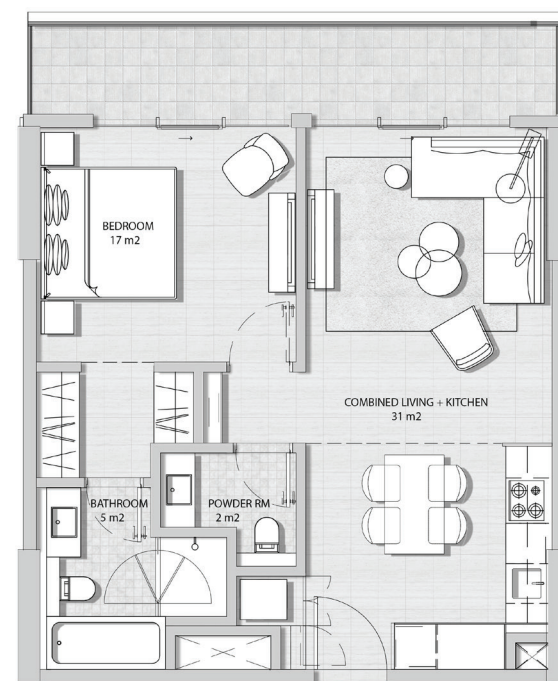 BEDROOM
17 m2
COMBINED LIVING + KITCHEN
31 m2
BATHROOM
5 m2
POWDER RM
2 m2